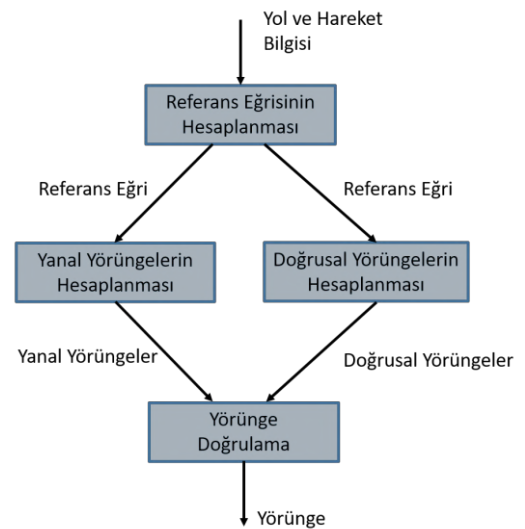 Yol ve Hareket
Bilgisi
Referans Eğrisinin
Hesaplanması
Referans Eğri
Referans Eğri
Yanal Yörüngelerin
Hesaplanması
Doğrusal Yörüngelerin
Hesaplanması
Yanal Yörüngeler
Doğrusal Yörüngeler
Yörünge
Doğrulama
Yörünge